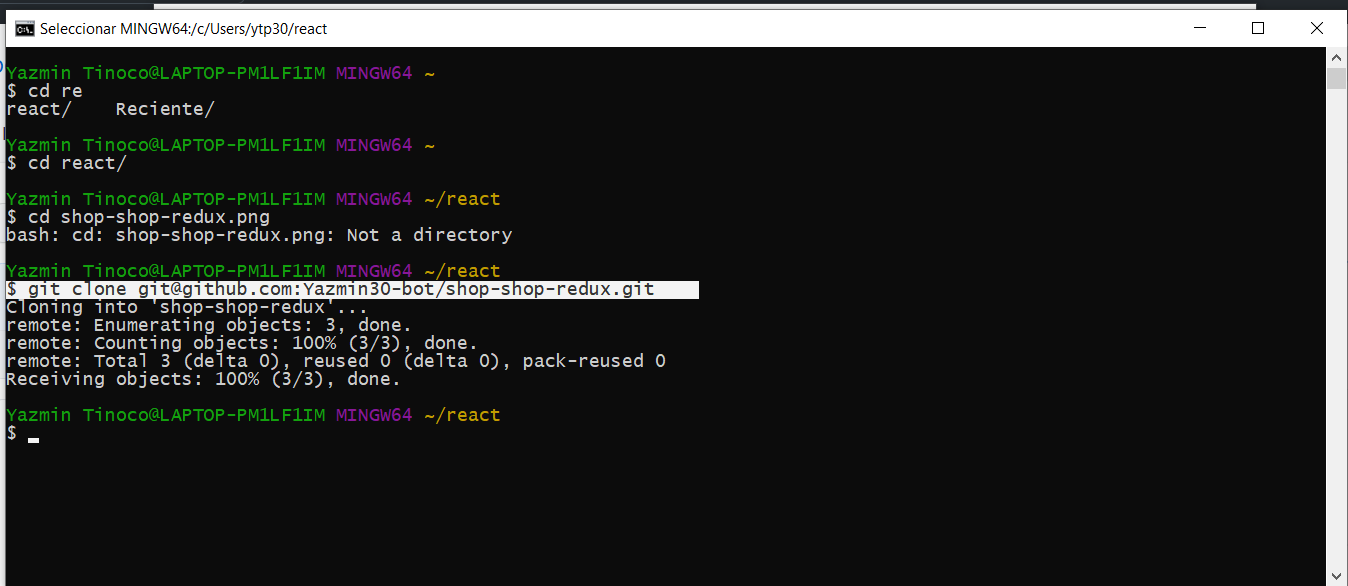 Seleccionar MINGW64:/c/Users/ytp30/react
Yazmin Tinoco@LAPTOP-PM1LF1IM MINGW64 ~
$ cd re
react/    Reciente/
Yazmin Tinoco@LAPTOP-PM1LF1IM MINGW64 ~
$ cd react/
Yazmin Tinoco@LAPTOP-PM1LF1IM MINGW64 ~/react
$ cd shop-shop-redux.png
bash: cd: shop-shop-redux.png: Not a directory
Yazmin Tinoco@LAPTOP-PM1LF1IM MINGW64 ~/react
$ git clone git@github.com:Yazmin30-bot/shop-shop-redux.git
Cloning into 'shop-shop-redux'...
remote: Enumerating objects: 3, done.
remote: Counting objects: 100% (3/3), done.
remote: Total 3 (delta 0), reused 0 (delta 0), pack-reused 0
Receiving objects: 100% (3/3), done.
Yazmin Tinoco@LAPTOP-PM1LF1IM MINGW64 ~/react
$